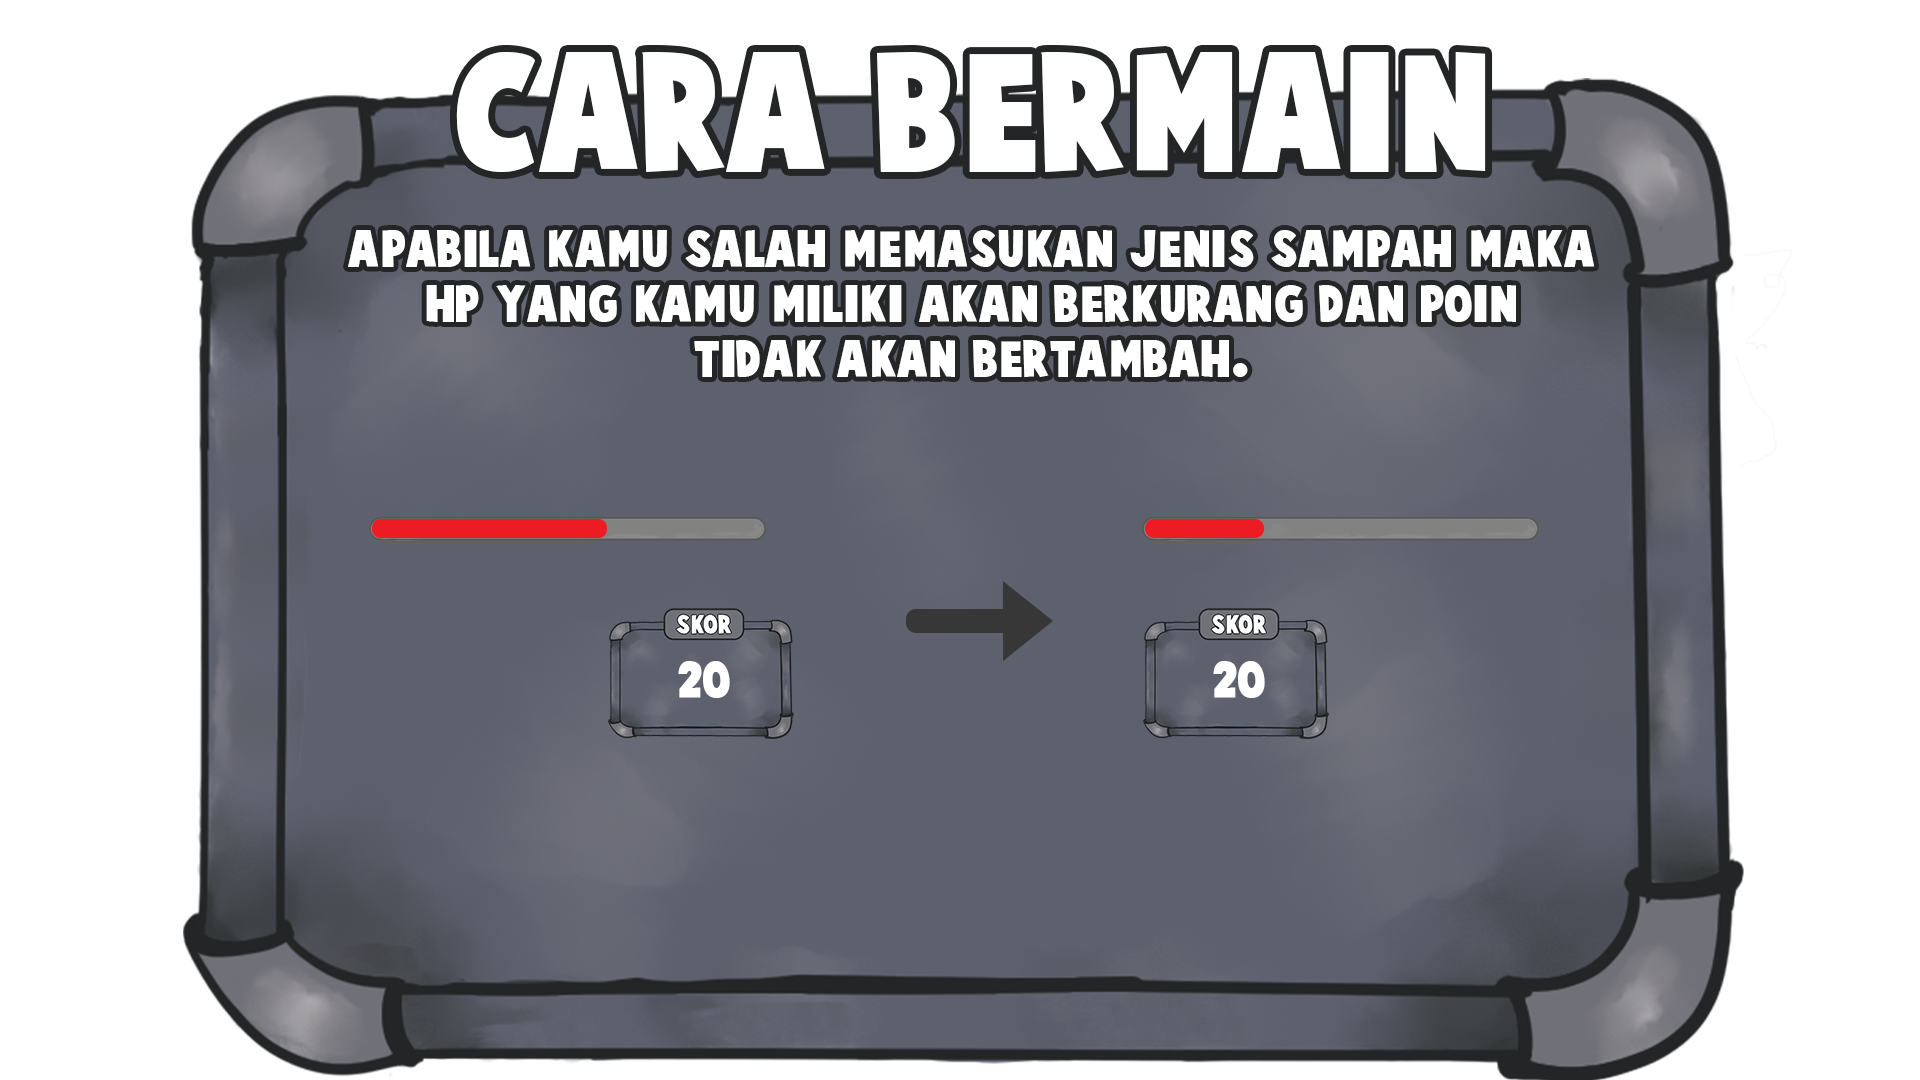 CARA BERMAIN
APABILA KAMU SALAH MEMASUKAN JENIS SAMPAH MAKA
HP YANG KAMU MILIKI AKAN BERKURANG DAN POIN
TIDAK AKAN BERTAMBAH.
SKOR
20
SKOR
20